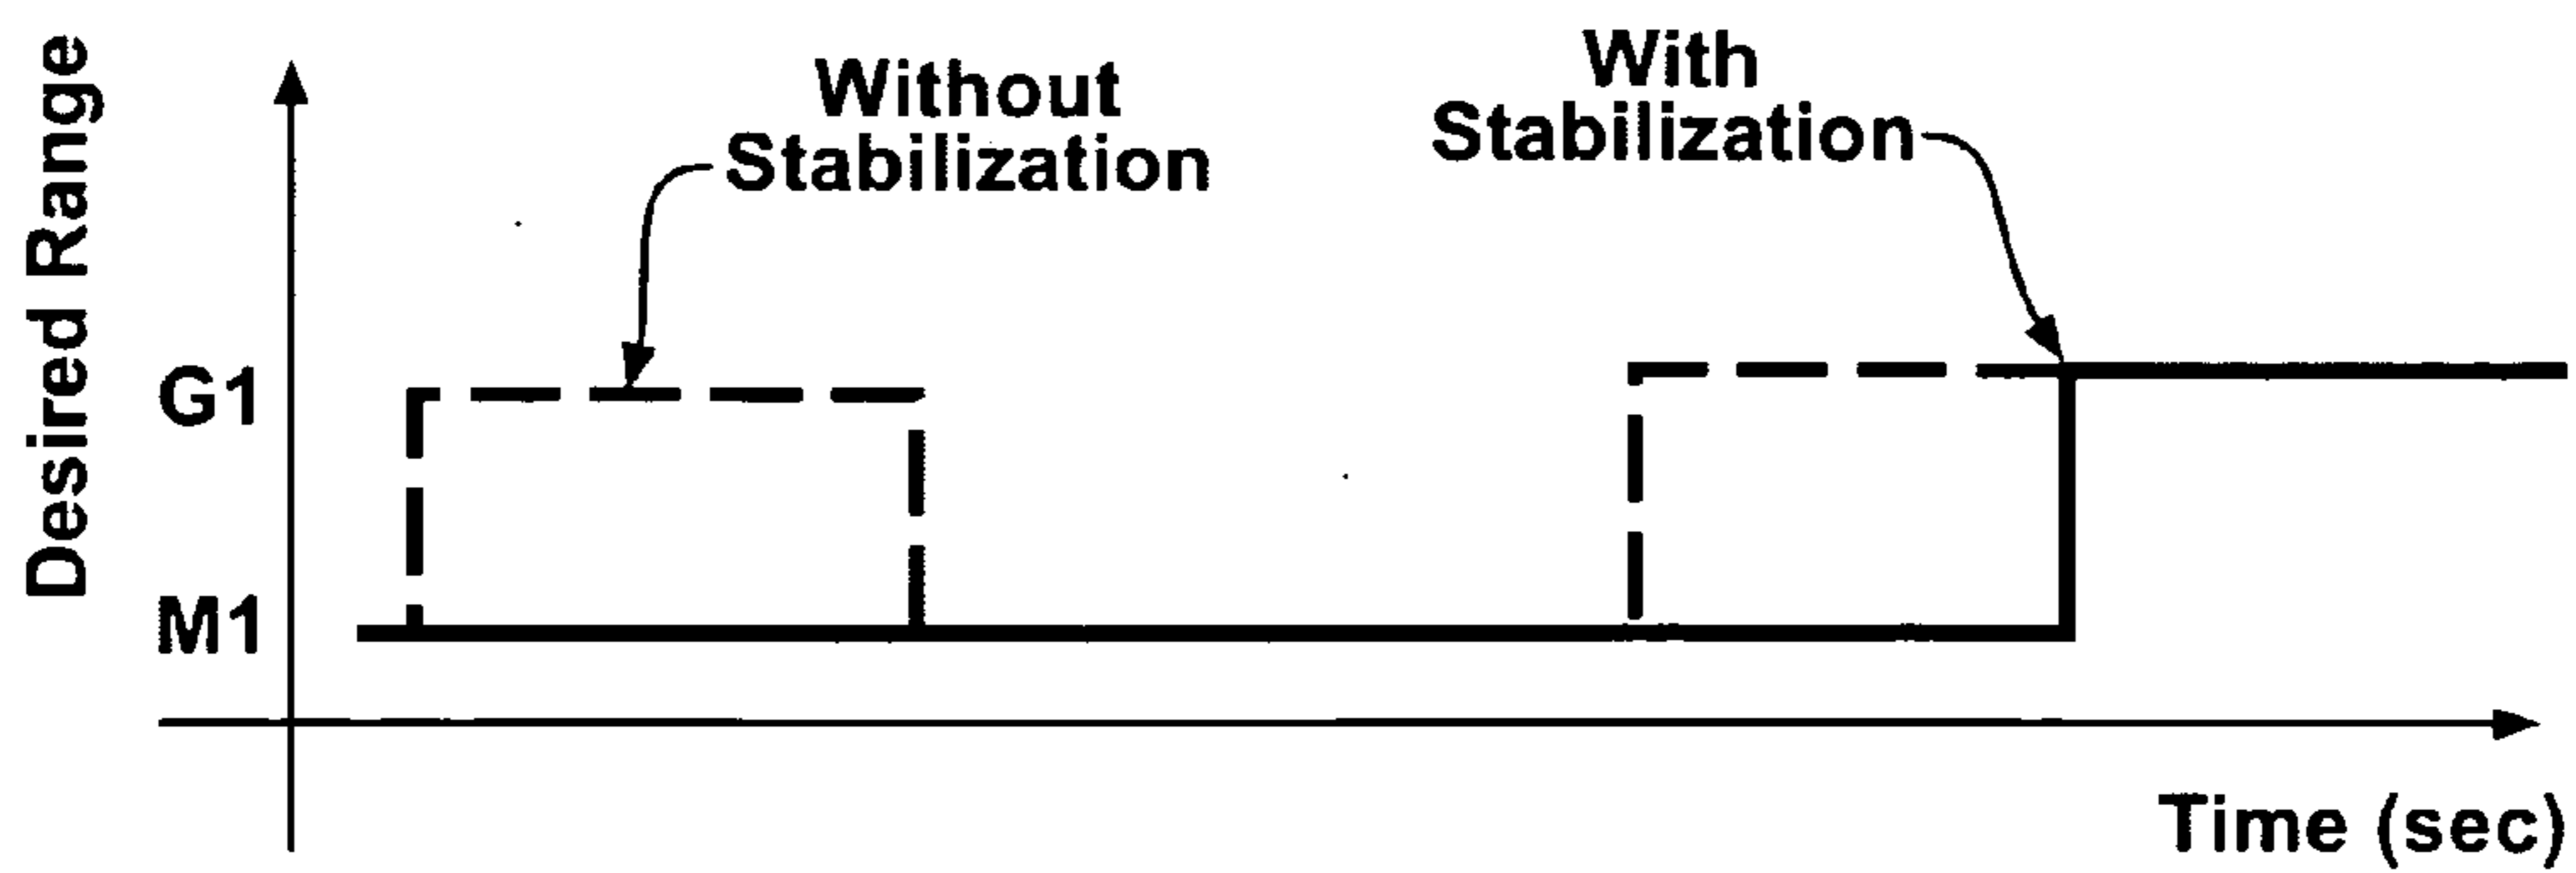 Desired Range
Without
Stabilization
With
Stabilization
G1
M1
Time (sec)